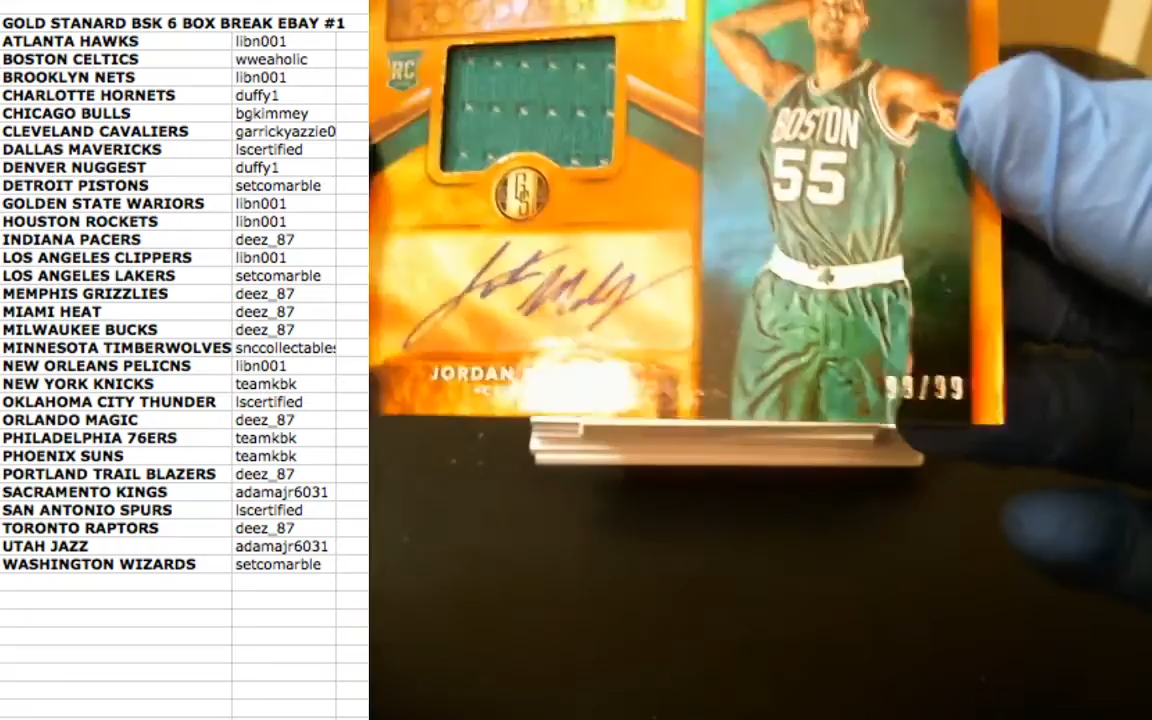 GOLD STANARD BSK 6 BOX BREAK EBAY #1
ATLANTA HAWKS libn001
BOSTON CELTICS wweaholic
BROOKLYN NETS libn001
CHARLOTTE HORNETS duffy1
CHICAGO BULLS bgkimmey
CLEVELAND CAVALIERS garrickyazzie0
DALLAS MAVERICKS lscertified
DENVER NUGGEST duffy1
DETROIT PISTONS setcomarble
GOLDEN STATE WARIORS libn001
HOUSTON ROCKETS libn001
INDIANA PACERS deez_87
LOS ANGELES CLIPPERS libn001
LOS ANGELES LAKERS setcomarble
MEMPHIS GRIZZLIES deez_87
MIAMI HEAT deez_87
MILWAUKEE BUCKS deez_87
MINNESOTA TIMBERWOLVES snccollectables
NEW ORLEANS PELICNS libn001
NEW YORK KNICKS teamkbk
OKLAHOMA CITY THUNDER lscertified
ORLANDO MAGIC deez_87
PHILADELPHIA 76ERS teamkbk
PHOENIX SUNS teamkbk
PORTLAND TRAIL BLAZERS deez_87
SACRAMENTO KINGS adamajr6031
SAN ANTONIO SPURS lscertified
TORONTO RAPTORS deez_87
UTAH JAZZ adamajr6031
WASHINGTON WIZARDS setcomarble
RC
GS
BOSTON
55
JORDAN
99/99